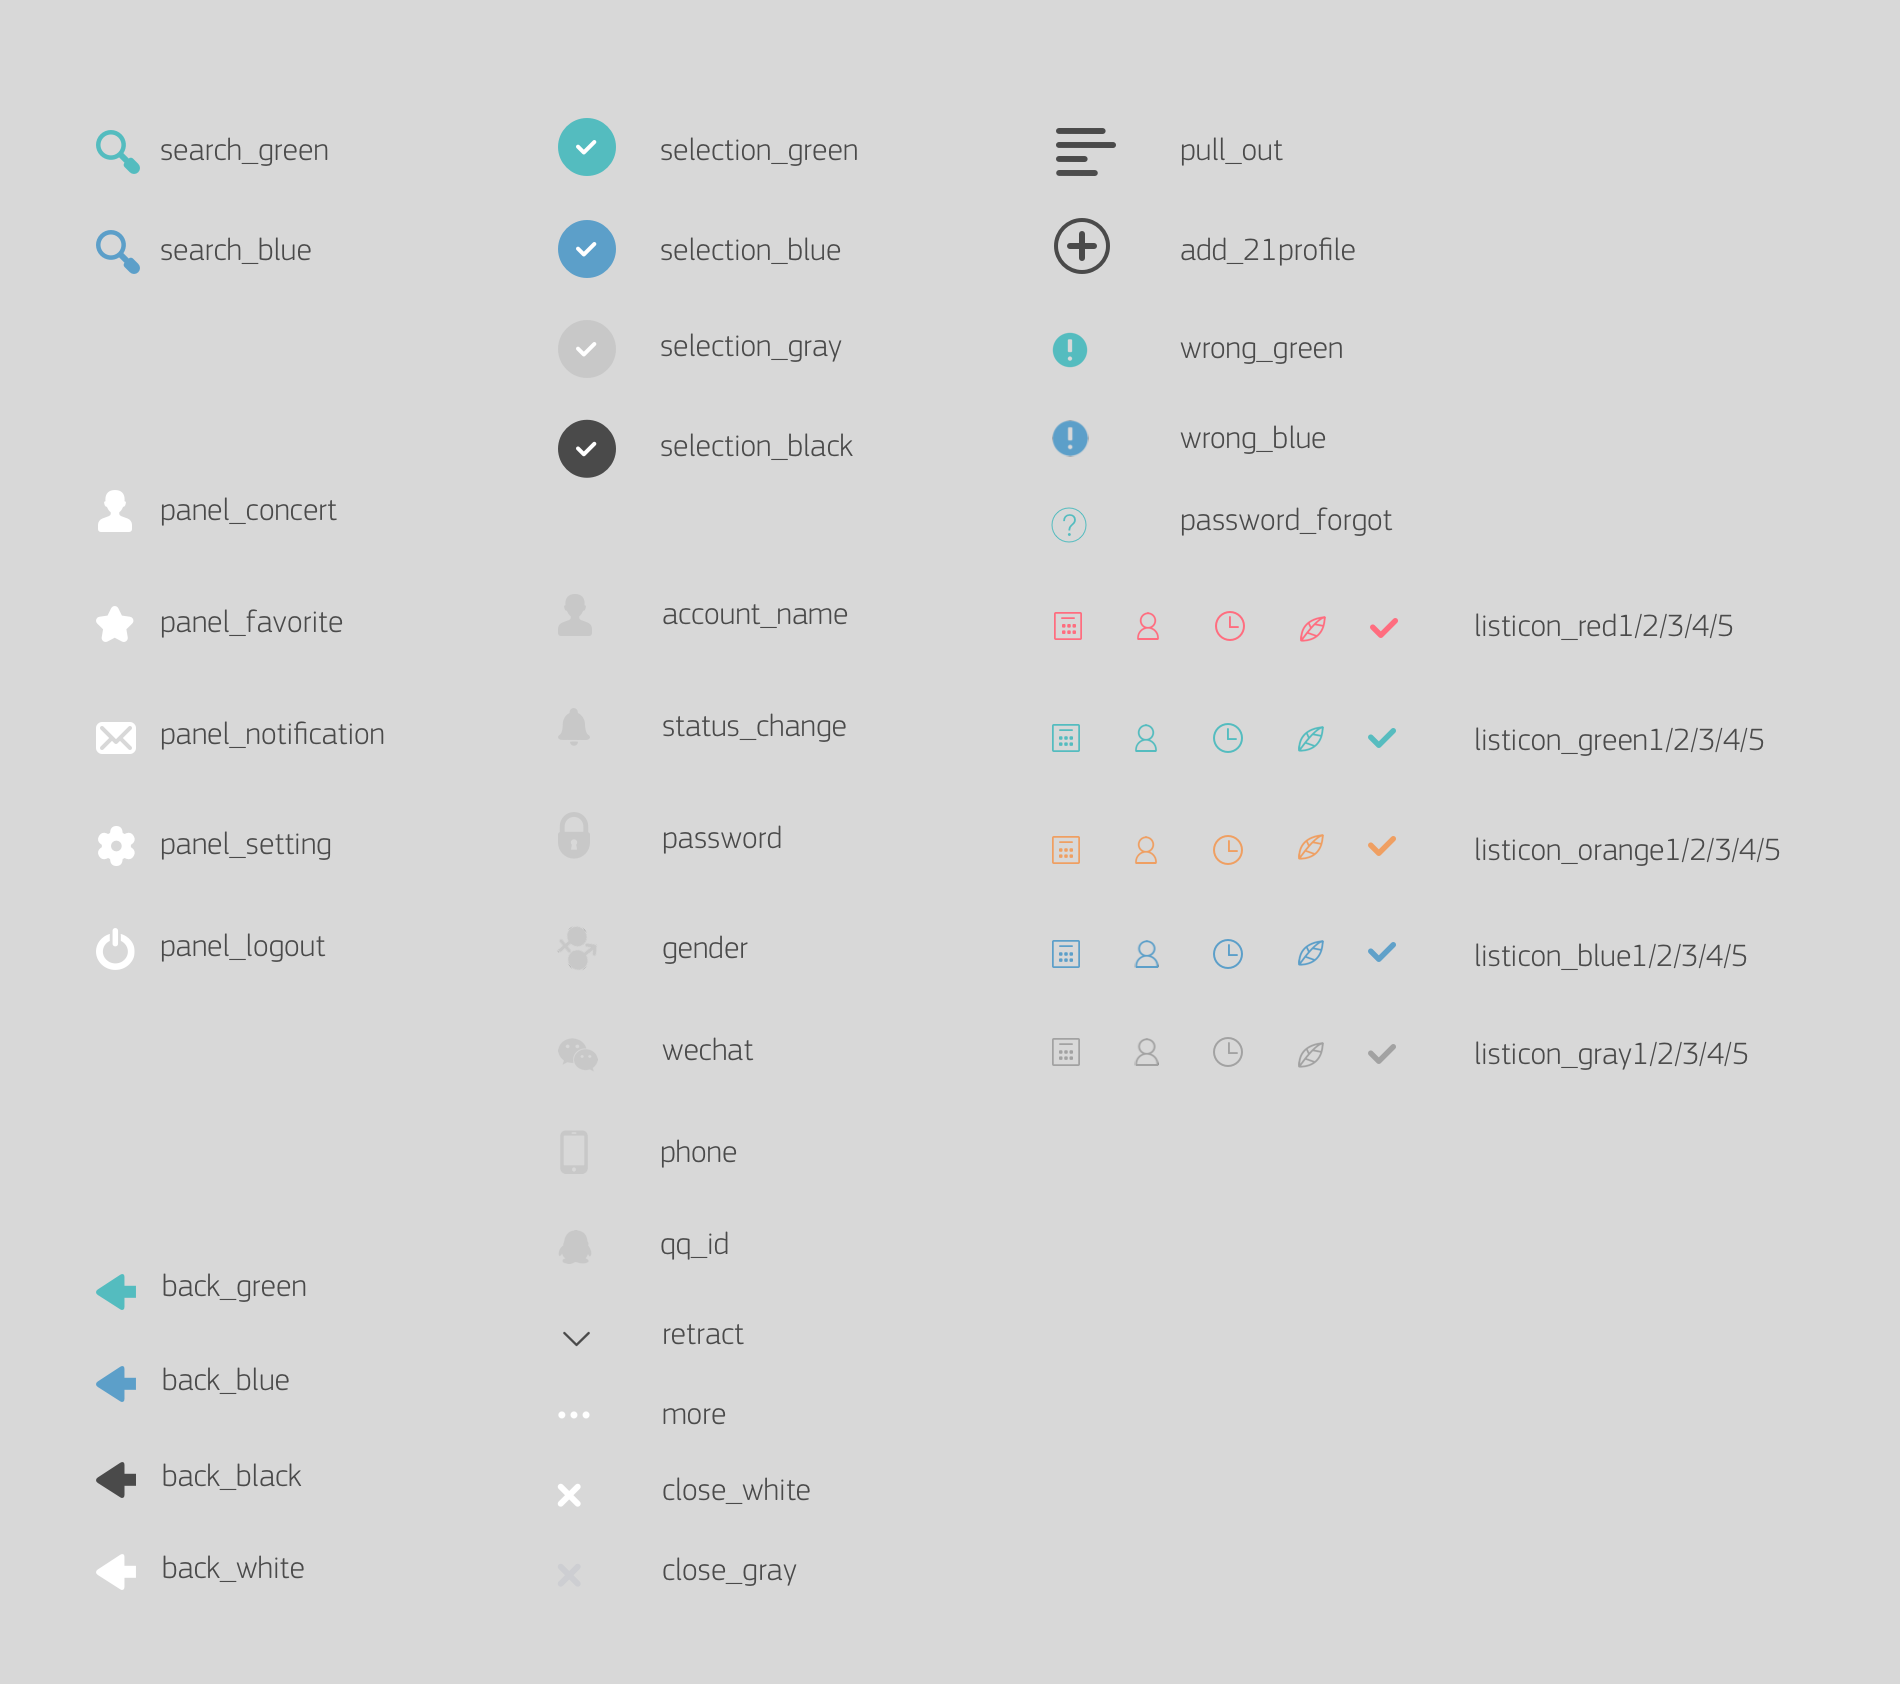 search_green
search_blue
panel_concert
panel_favorite
panel_notification
panel_setting
panel_logout
back_green
back_blue
back_black
back_white
selection_green
selection_blue
selection_gray
selection_black
account_name
status_change
password
gender
wechat
phone
qq_id
retract
more
close_white
close_gray
pull_out
add_21profile
wrong_green
wrong_blue
password_forgot
listicon_red1/2/3/4/5
listicon_green1/2/3/4/5
listicon_orange1/2/3/4/5
listicon_blue1/2/3/4/5
listicon_gray1/2/3/4/5